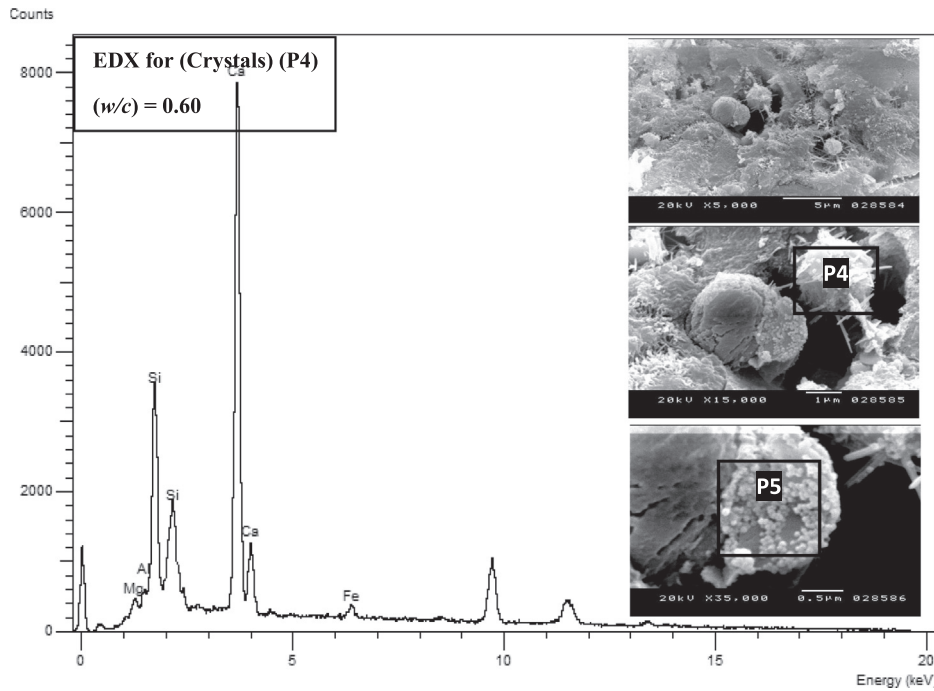 Counts
EDX for (Crystals) (P4)
(w/c) = 0.60
8000
6000
4000
2000
0
Ca
Si
Si
Ca
Al
Mg
Fe
0
5
10
15
20
Energy (keV)
20kV X5,000 5µm 028584
P4
20kV X15,000 1µm 028585
P5
20kV X35,000 0.5µm 028586